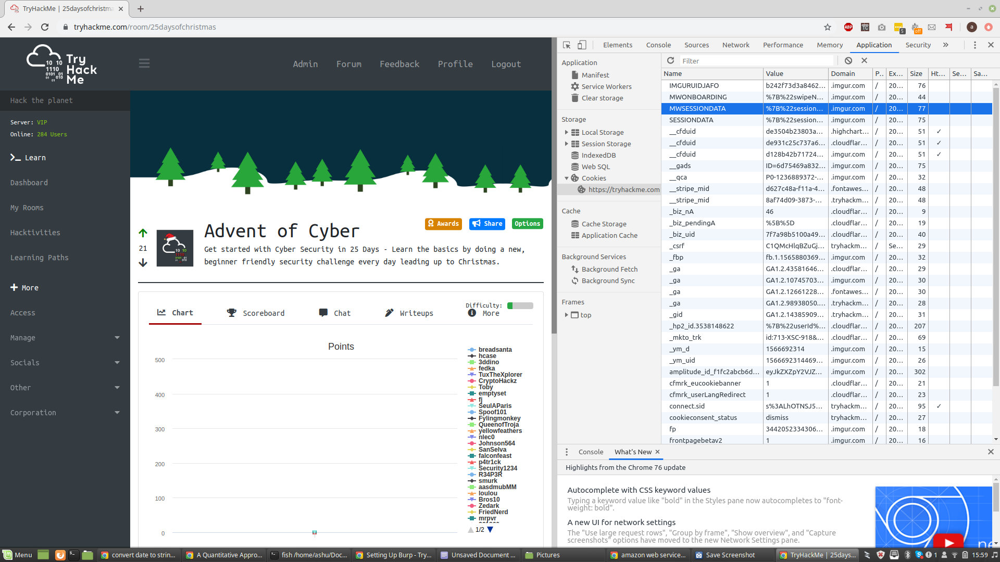 TryHackMe | 25daysofchristma
tryhackme.com/room/25daysofchristmas
ABP
TC
5
off
a
Try
Hack
Me
Admin
Forum
Feedback
Profile
Logout
Hack the planet
Server: VIP
Online: 284 Users
Learn
Dashboard
My Rooms
Hacktivities
Learning Paths
More
Access
Manage
Socials
Other
Corporation
21
Advent of Cyber
Awards
Share
Options
Get started with Cyber Security in 25 Days - Learn the basics by doing a new,
beginner friendly security challenge every day leading up to Christmas.
Difficulty:
Chart
Scoreboard
Chat
Writeups
More
Points
500
400
300
200
100
0
breadsanta
hcase
3ddino
fedka
TuxTheXplorer
CryptoHackz
Toby
emptyset
fj
SeulAParis
Spoof101
Fylingmonkey
QueenofTroja
yellowfeathers
nlec0
Johnson564
SanSelva
falconfeast
p4tr1ck
Security1234
R34P3R
smurk
aasdmubMM
loulou
Bros10
Zedark
FriedNerd
mrpvr
1/2
Elements
Console
Sources
Network
Performance
Memory
Application
Security
Application
Manifest
Service Workers
Clear storage
Storage
Local Storage
Session Storage
IndexedDB
Web SQL
Cookies
https://tryhackme.com
Cache
Cache Storage
Application Cache
Background Services
Background Fetch
Background Sync
Frames
top
Filter
Name Value Domain P.. Ex... Size Ht... Se... Sa...
IMGURUIDJAFO b242f73d3a8462... .imgur.com / 20... 76
MWONBOARDING %7B%22swipeN... .imgur.com / 20... 44
MWSESSIONDATA %7B%22session... .imgur.com / 20... 77
SESSIONDATA %7B%22session... .imgur.com / 20... 75
__cfduid de3504b23803a... .highchart... / 20... 51 ✓
__cfduid de931c25c737a6... .cloudflar... / 20... 51 ✓
__cfduid d128b42b71724... .imgur.com / 20... 51 ✓
__gads ID=6d75469a832... .imgur.com / 20... 75
__qca P0-1236889372-... .imgur.com / 20... 32
__stripe_mid d627c48a-f11a-4... .fontawes... / 20... 48
__stripe_mid 8af74d09-3873-... .tryhackm... / 20... 48
_biz_nA 46 .cloudflar... / 20... 9
_biz_pendingA %5B%5D .cloudflar... / 20... 19
_biz_uid 7f7a98b5100a49... .cloudflar... / 20... 40
_csrf C1QMcHlqBZuGj... tryhackm... / Se... 29
_fbp fb.1.1565880369... .imgur.com / 20... 32
_ga GA1.2.43581646... .cloudflar... / 20... 29
_ga GA1.2.10745703... .imgur.com / 20... 30
_ga GA1.2.12661228... .fontawes... / 20... 30
_ga GA1.2.98938050.... .tryhackm... / 20... 28
_gid GA1.2.14385909... .tryhackm... / 20... 31
_hp2_id.3538148622 %7B%22userId%... .cloudflar... / 20... 207
_mkto_trk id:713-XSC-918&... .cloudflar... / 20... 69
_ym_d 1566692314 .imgur.com / 20... 15
_ym_uid 1566692314469... .imgur.com / 20... 26
amplitude_id_f1fc2abcb6d... eyJkZXZpY2VJZ... .imgur.com / 20... 302
cfmrk_eucookiebanner 1 .cloudflar... / 20... 21
cfmrk_userLangRedirect 1 .cloudflar... / 20... 23
connect.sid s%3ALhOTNSJ5... tryhackm... / 20... 95 ✓
cookieconsent_status dismiss tryhackm... / 20... 27
fp 3442052334306... .imgur.com / 20... 18
frontpagebetav2 1 .imgur.com / 20... 16
Console
What's New
Highlights from the Chrome 76 update
Autocomplete with CSS keyword values
Typing a keyword value like "bold" in the Styles pane now autocompletes to "font-
weight: bold".
A new UI for network settings
The "Use large request rows", "Group by frame", "Show overview", and "Capture
screenshots" options have moved to the new Network Settings pane.
ne
Menu
convert date to strin...
A Quantitative Appro...
fish /home/ashu/Doc...
Setting Up Burp - Try...
Unsaved Document ...
Pictures
amazon web service...
Save Screenshot
TryHackMe | 25days...
1
15:59